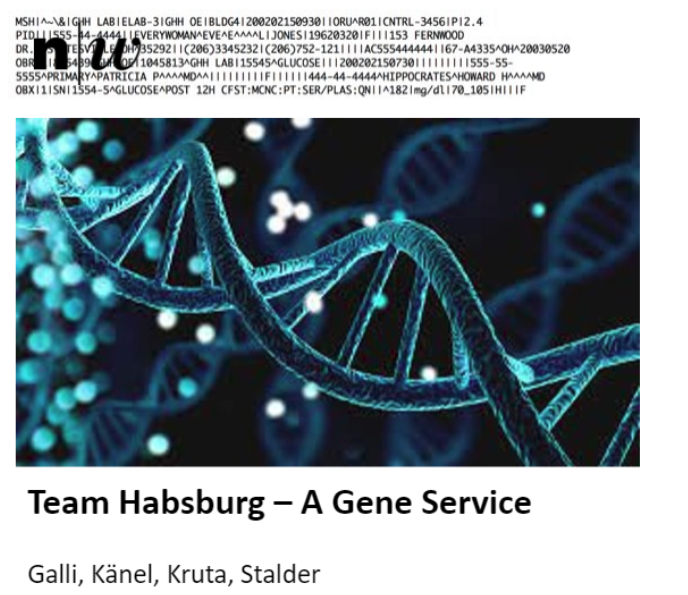 MSH|^~\&|GHH LAB|ELAB-3|GHH OE|BLDG4|200202150930||ORU^R01|CNTRL-3456|P|2.4
PID|||555-44-4444||EVERYWOMAN^EVE^E^^^^L|JONES|19620320|F|||153 FERNWOOD
DR. 35292||(206)3345232|(206)752-121||||AC555444444||67-A4335^OH^20030520
1045813^GHH LAB|15545^GLUCOSE|||200202150730|||||||||555-55-
5555^PRIMARY^PATRICIA P^^^^MD^^|||||||||F||||||444-44-4444^HIPPOCRATES^HOWARD H^^^^MD
OBX|1|SN|1554-5^GLUCOSE^POST 12H CFST:MCNC:PT:SER/PLAS:QN||^182|mg/dl|70_105|H|||F
n w
Team Habsburg – A Gene Service
Galli, Känel, Kruta, Stalder